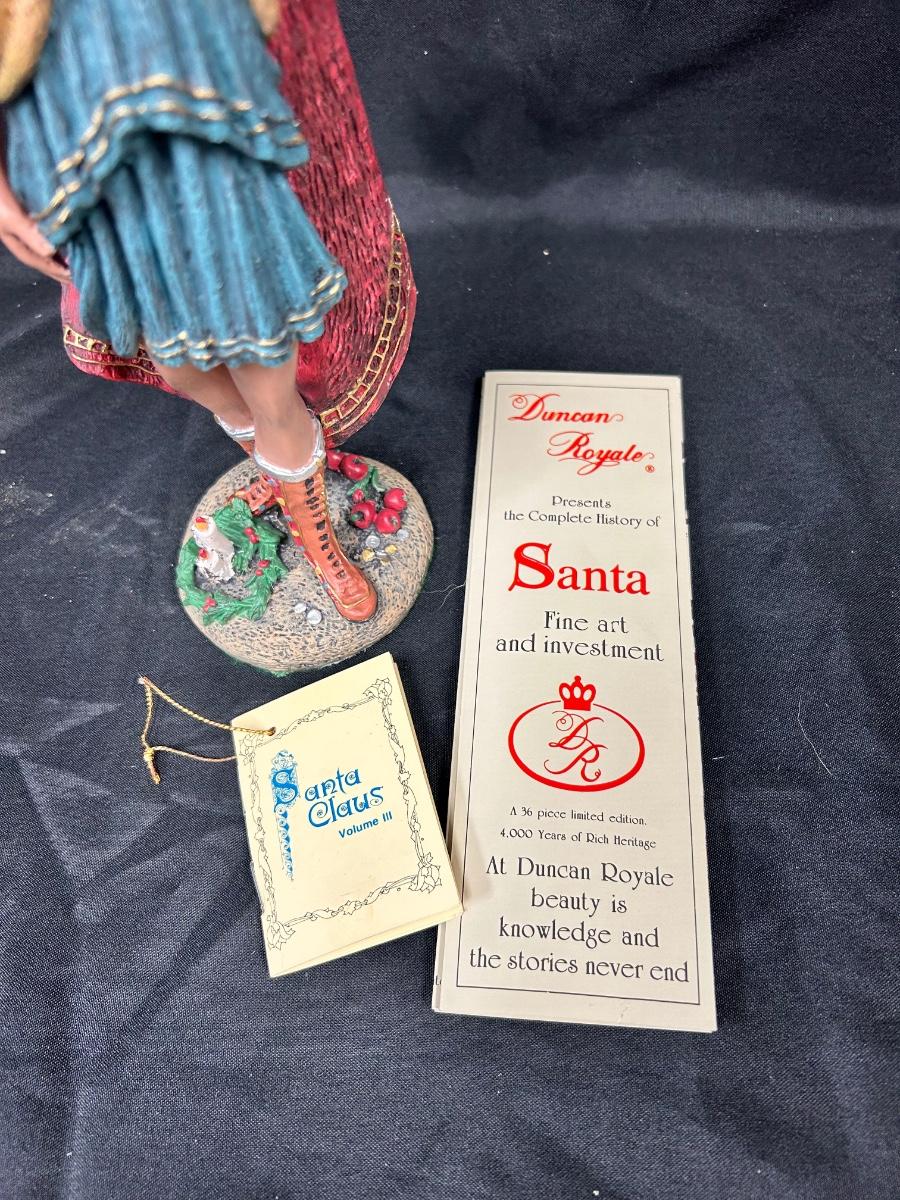 Duncan
Royale®
Presents
the Complete History of
Santa
Fine art
and investment
DR
A 36 piece limited edition,
4,000 Years of Rich Heritage
At Duncan Royale
beauty is
knowledge and
the stories never end
Santa
Claus
Volume III